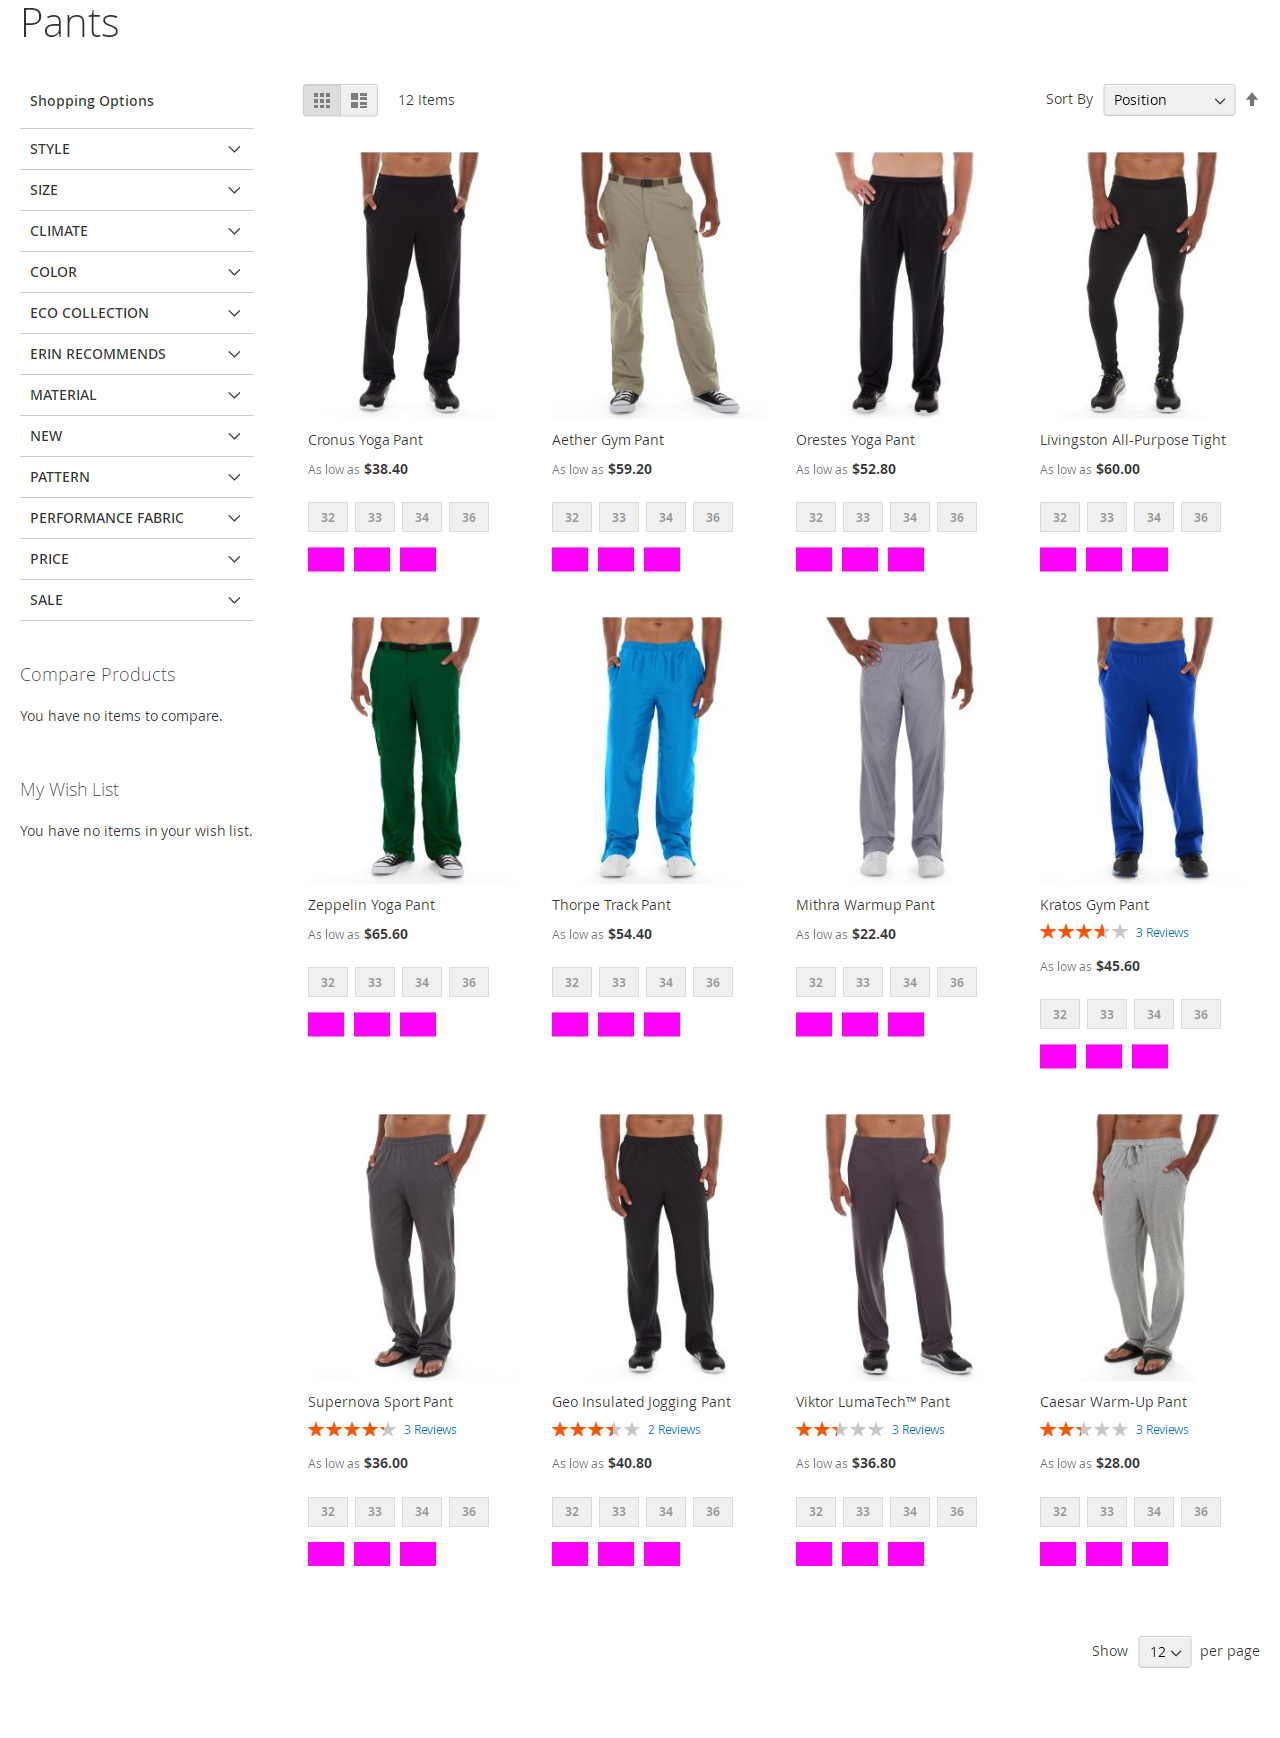 Pants
Shopping Options
STYLE
SIZE
CLIMATE
COLOR
ECO COLLECTION
ERIN RECOMMENDS
MATERIAL
NEW
PATTERN
PERFORMANCE FABRIC
PRICE
SALE
Compare Products
You have no items to compare.
My Wish List
You have no items in your wish list.
12 Items
Sort By Position
Cronus Yoga Pant
As low as $38.40
32 33 34 36
Aether Gym Pant
As low as $59.20
32 33 34 36
Orestes Yoga Pant
As low as $52.80
32 33 34 36
Livingston All-Purpose Tight
As low as $60.00
32 33 34 36
Zeppelin Yoga Pant
As low as $65.60
32 33 34 36
Thorpe Track Pant
As low as $54.40
32 33 34 36
Mithra Warmup Pant
As low as $22.40
32 33 34 36
Kratos Gym Pant
3 Reviews
As low as $45.60
32 33 34 36
Supernova Sport Pant
3 Reviews
As low as $36.00
32 33 34 36
Geo Insulated Jogging Pant
2 Reviews
As low as $40.80
32 33 34 36
Viktor LumaTech™ Pant
3 Reviews
As low as $36.80
32 33 34 36
Caesar Warm-Up Pant
3 Reviews
As low as $28.00
32 33 34 36
Show 12 per page